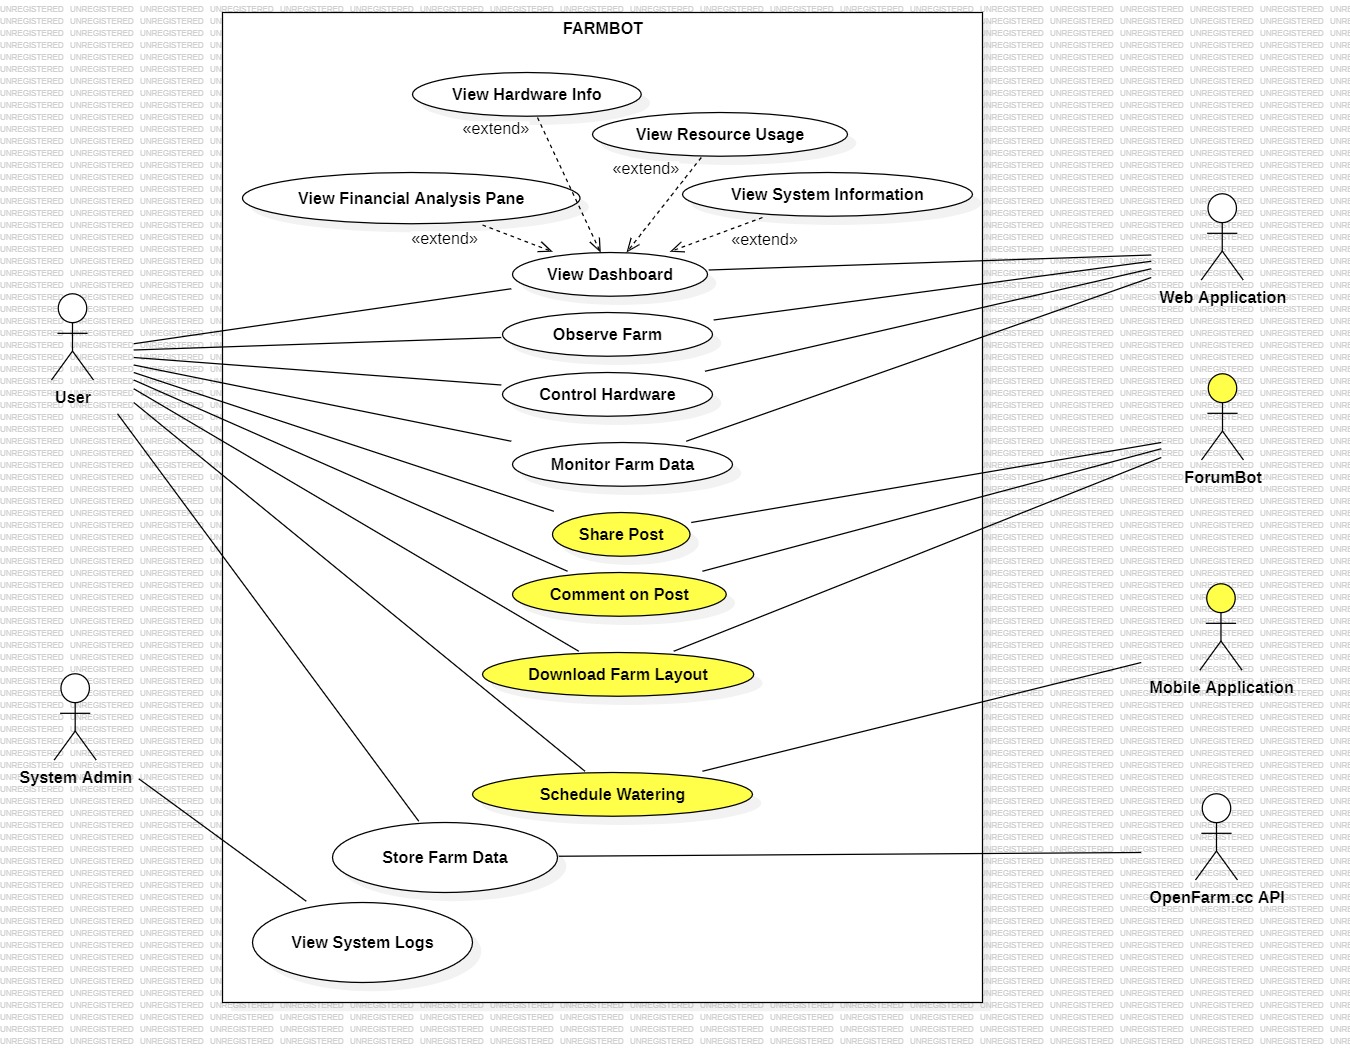 FARMBOT
View Hardware Info
«extend»
View Resource Usage
«extend»
View Financial Analysis Pane
«extend»
View System Information
«extend»
View Dashboard
Observe Farm
Control Hardware
Monitor Farm Data
Share Post
Comment on Post
Download Farm Layout
Schedule Watering
Store Farm Data
View System Logs
User
System Admin
Web Application
ForumBot
Mobile Application
OpenFarm.cc API
UNREGISTERED